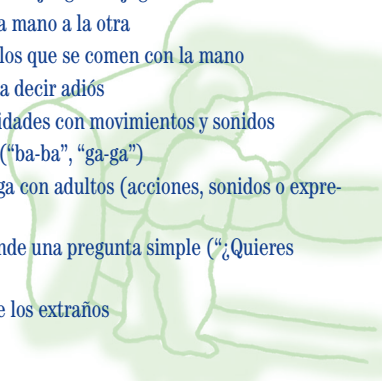 a mano a la otra
los que se comen con la mano
a decir adiós
idades con movimientos y sonidos
(“ba-ba”, “ga-ga”)
ga con adultos (acciones, sonidos o expre-
nde una pregunta simple (“¿Quieres
e los extraños